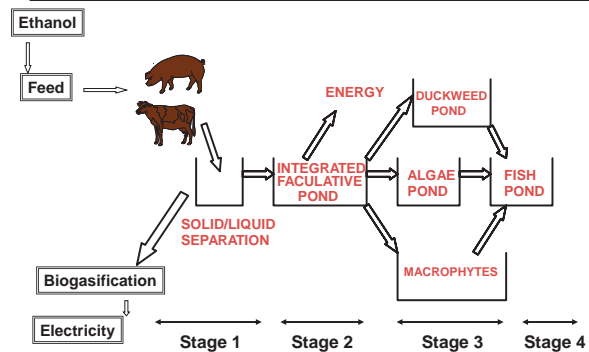 Ethanol
Feed
ENERGY
DUCKWEED
POND
INTEGRATED
FACULATIVE
POND
ALGAE
POND
FISH
POND
SOLID/LIQUID
SEPARATION
MACROPHYTES
Biogasification
Electricity
Stage 1
Stage 2
Stage 3
Stage 4